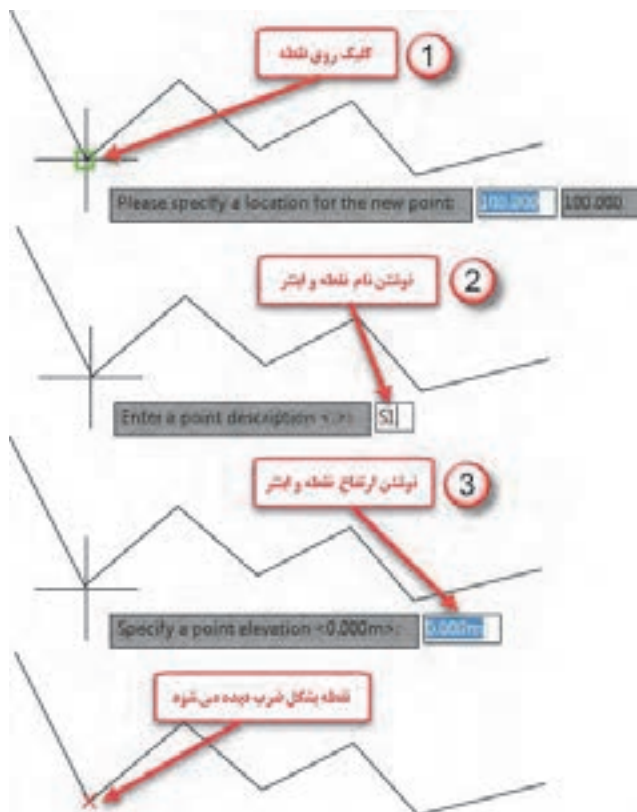 کلیک روی نقطه
1
Please specify a location for the new point: 100.000 100.000
نوشتن نام نقطه و اینتر
2
Enter a point description <.>: S1
نوشتن ارتفاع نقطه و اینتر
3
Specify a point elevation <0.000m>: 0.000m
نقطه بشکل ضرب دیده می‌شود